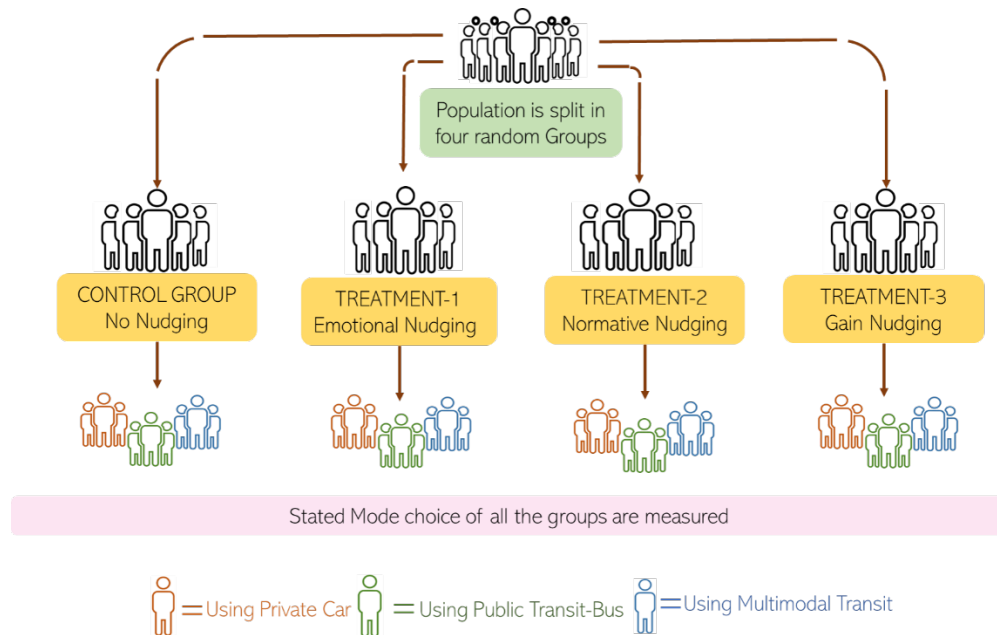 Population is split in
four random Groups
CONTROL GROUP
No Nudging
TREATMENT-1
Emotional Nudging
TREATMENT-2
Normative Nudging
TREATMENT-3
Gain Nudging
Stated Mode choice of all the groups are measured
=Using Private Car
=Using Public Transit-Bus
=Using Multimodal Transit